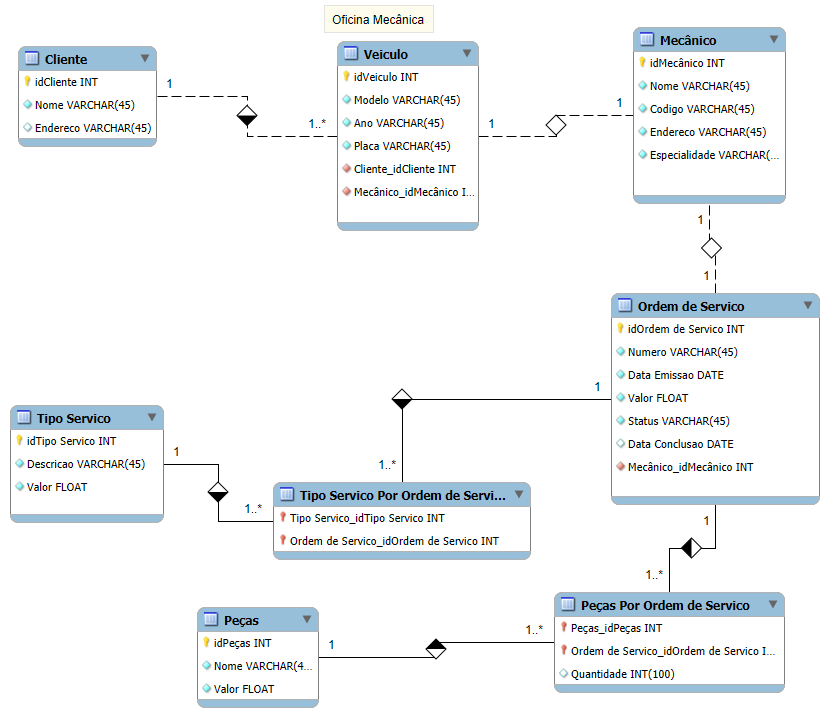 Oficina Mecânica
Cliente
idCliente INT
Nome VARCHAR(45)
Endereco VARCHAR(45)
1
1..*
Veiculo
idVeiculo INT
Modelo VARCHAR(45)
Ano VARCHAR(45)
Placa VARCHAR(45)
Cliente_idCliente INT
Mecânico_idMecânico I...
1
1
Mecânico
idMecânico INT
Nome VARCHAR(45)
Codigo VARCHAR(45)
Endereco VARCHAR(45)
Especialidade VARCHAR(...
1
1
Ordem de Servico
idOrdem de Servico INT
Numero VARCHAR(45)
Data Emissao DATE
Valor FLOAT
Status VARCHAR(45)
Data Conclusao DATE
Mecânico_idMecânico INT
1
1..*
Tipo Servico
idTipo Servico INT
Descricao VARCHAR(45)
Valor FLOAT
1
1..*
Tipo Servico Por Ordem de Servi...
Tipo Servico_idTipo Servico INT
Ordem de Servico_idOrdem de Servico INT
1
1..*
Peças
idPeças INT
Nome VARCHAR(4...
Valor FLOAT
1
1..*
Peças Por Ordem de Servico
Peças_idPeças INT
Ordem de Servico_idOrdem de Servico I...
Quantidade INT(100)